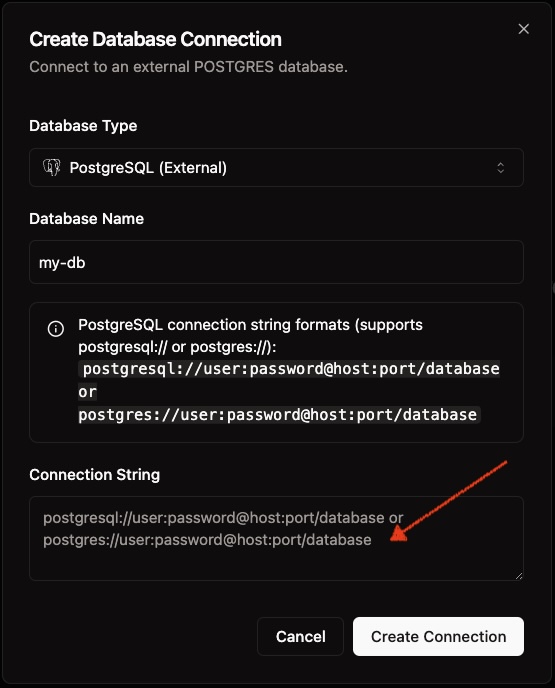 Create Database Connection
Connect to an external POSTGRES database.
Database Type
PostgreSQL (External)
Database Name
my-db
PostgreSQL connection string formats (supports
postgresql:// or postgres://):
postgresql://user:password@host:port/database
or
postgres://user:password@host:port/database
Connection String
postgresql://user:password@host:port/database or
postgres://user:password@host:port/database
Cancel
Create Connection